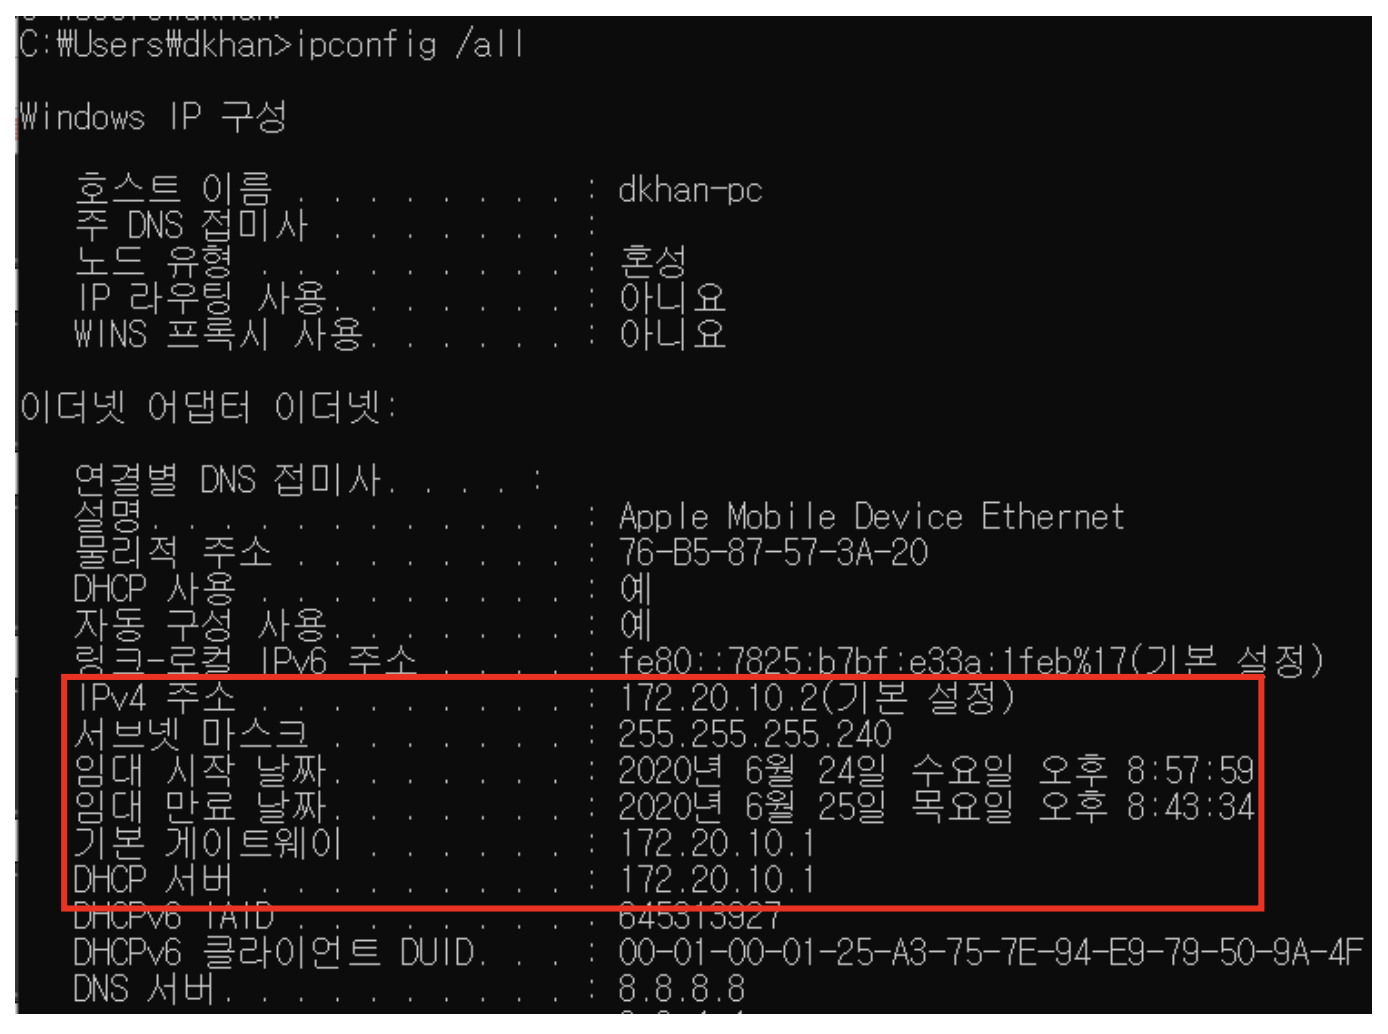 C:₩Users₩dkhan>ipconfig /all
Windows IP 구성
호스트 이름 . . . . . . . . : dkhan-pc
주 DNS 접미사 . . . . . . . :
노드 유형 . . . . . . . . . : 혼성
IP 라우팅 사용. . . . . . . : 아니요
WINS 프록시 사용. . . . . . : 아니요
이더넷 어댑터 이더넷:
연결별 DNS 접미사. . . . :
설명. . . . . . . . . . . . : Apple Mobile Device Ethernet
물리적 주소 . . . . . . . . : 76-B5-87-57-3A-20
DHCP 사용 . . . . . . . . . : 예
자동 구성 사용. . . . . . . : 예
링크-로컬 IPv6 주소 . . . . : fe80::7825:b7bf:e33a:1feb%17(기본 설정)
IPv4 주소 . . . . . . . . . : 172.20.10.2(기본 설정)
서브넷 마스크 . . . . . . . : 255.255.255.240
임대 시작 날짜. . . . . . . : 2020년 6월 24일 수요일 오후 8:57:59
임대 만료 날짜. . . . . . . : 2020년 6월 25일 목요일 오후 8:43:34
기본 게이트웨이 . . . . . . : 172.20.10.1
DHCP 서버 . . . . . . . . . : 172.20.10.1
DHCPv6 IAID . . . . . . . . : 645313927
DHCPv6 클라이언트 DUID. . . : 00-01-00-01-25-A3-75-7E-94-E9-79-50-9A-4F
DNS 서버. . . . . . . . . . : 8.8.8.8